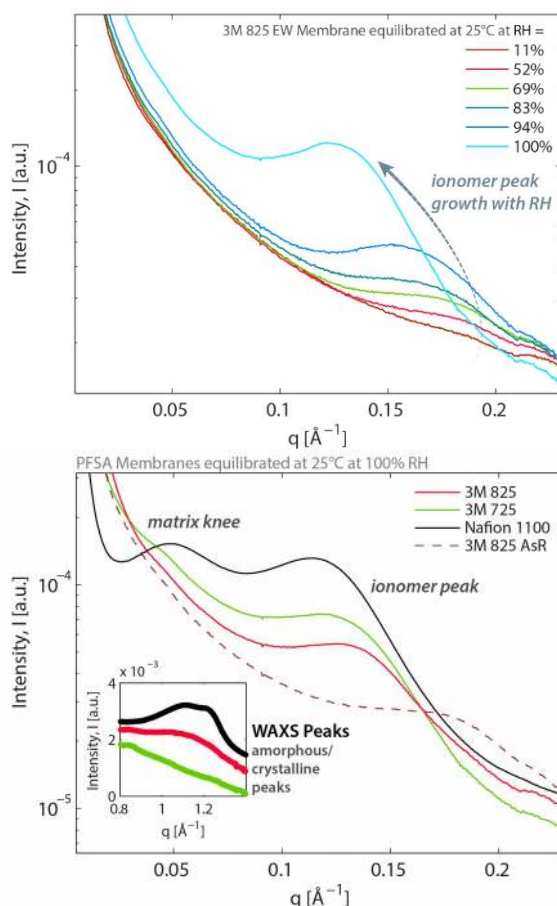 3M 825 EW Membrane equilibrated at 25°C at RH =
11%
52%
69%
83%
94%
100%
10⁻⁴
ionomer peak
growth with RH
Intensity, I [a.u.]
0.05 0.1 0.15 0.2
q [Å⁻¹]
PFSA Membranes equilibrated at 25°C at 100% RH
3M 825
3M 725
Nafion 1100
3M 825 AsR
matrix knee
ionomer peak
10⁻⁴
Intensity, I [a.u.]
x 10⁻³
4
2
0
Intensity, I [a.u.]
0.8 1 1.2
q [Å⁻¹]
WAXS Peaks
amorphous/
crystalline
peaks
10⁻⁵
0.05 0.1 0.15 0.2
q [Å⁻¹]